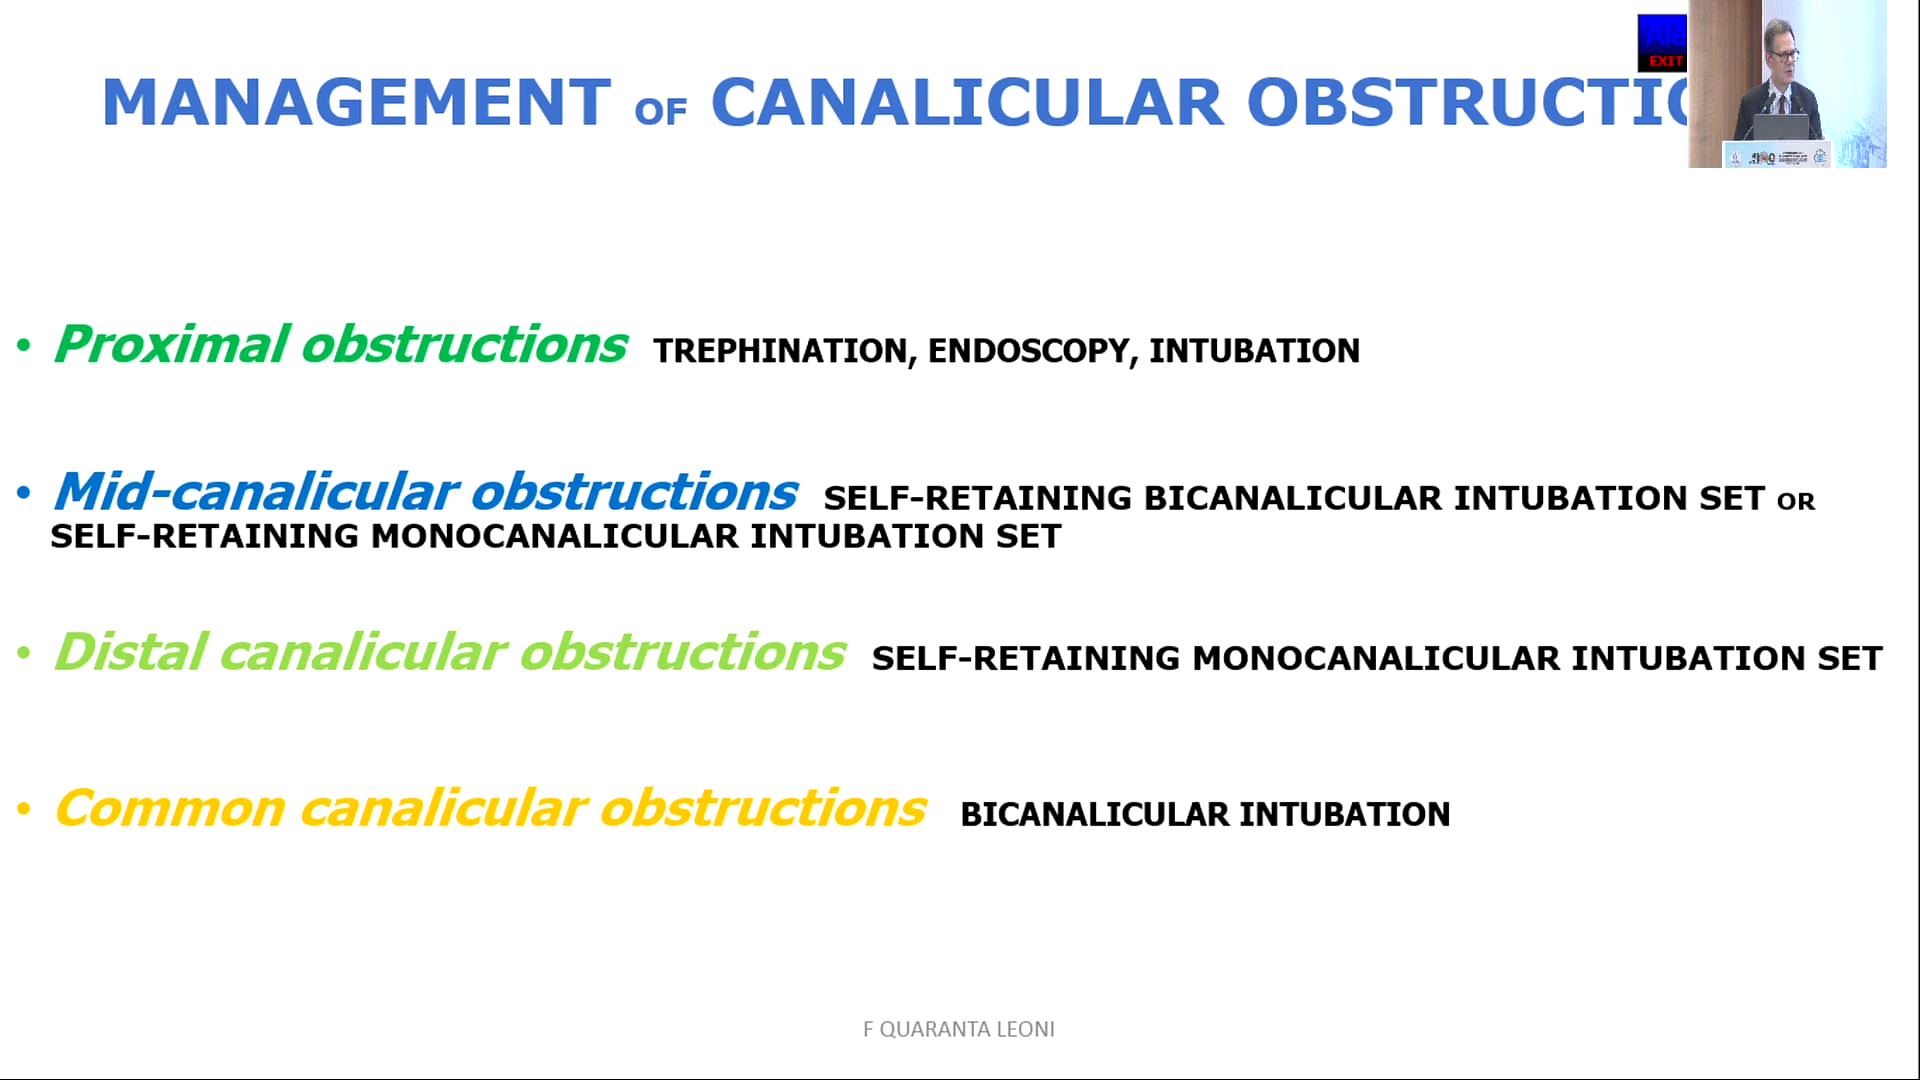 MANAGEMENT OF CANALICULAR OBSTRUCTIO
EXIT
• Proximal obstructions TREPHINATION, ENDOSCOPY, INTUBATION
• Mid-canalicular obstructions SELF-RETAINING BICANALICULAR INTUBATION SET OR
SELF-RETAINING MONOCANALICULAR INTUBATION SET
• Distal canalicular obstructions SELF-RETAINING MONOCANALICULAR INTUBATION SET
• Common canalicular obstructions BICANALICULAR INTUBATION
F QUARANTA LEONI